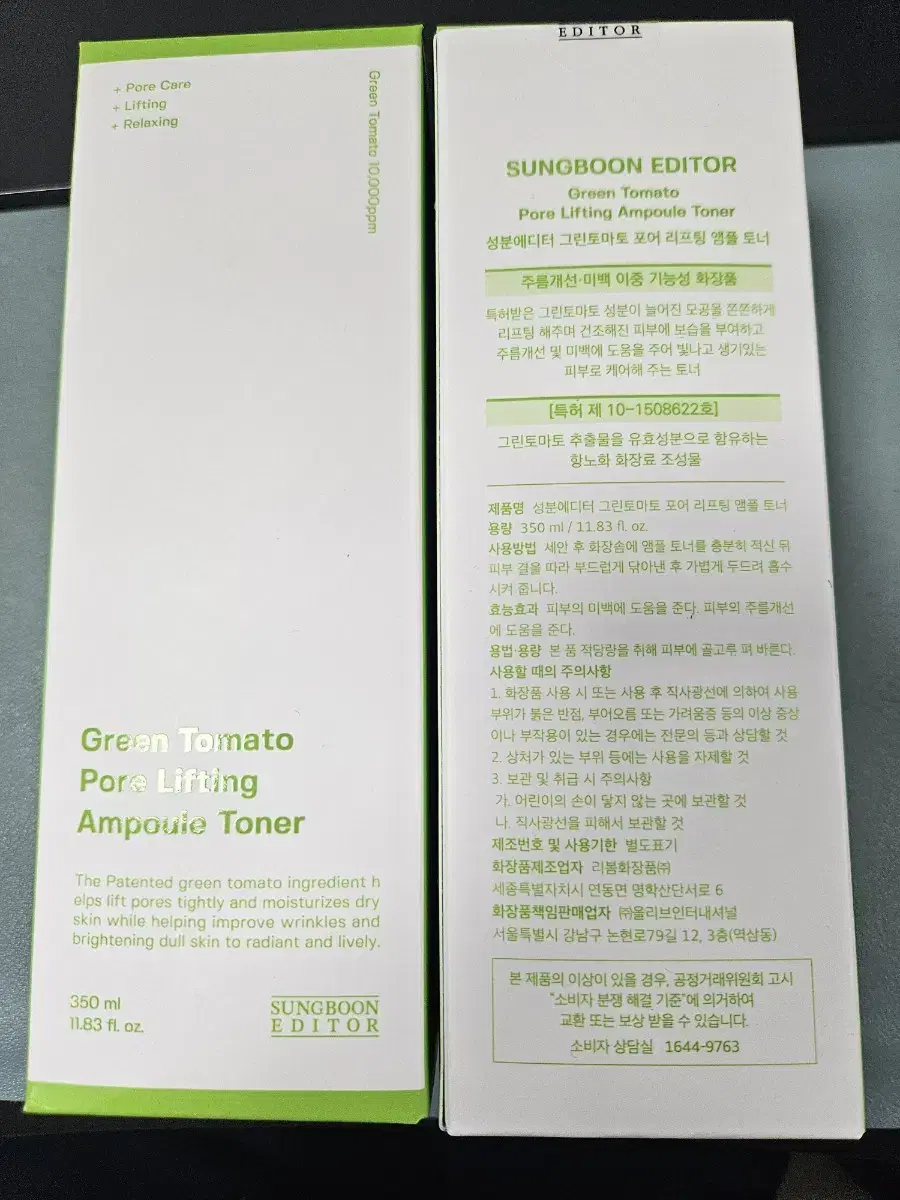 + Pore Care
+ Lifting
+ Relaxing
Green Tomato 10,000ppm
Green Tomato
Pore Lifting
Ampoule Toner
The Patented green tomato ingredient h
elps lift pores tightly and moisturizes dry
skin while helping improve wrinkles and
brightening dull skin to radiant and lively.
350 ml
11.83 fl. oz.
SUNGBOON
EDITOR
EDITOR
SUNGBOON EDITOR
Green Tomato
Pore Lifting Ampoule Toner
성분에디터 그린토마토 포어 리프팅 앰플 토너
주름개선·미백 이중 기능성 화장품
특허받은 그린토마토 성분이 늘어진 모공을 쫀쫀하게
리프팅 해주며 건조해진 피부에 보습을 부여하고
주름개선 및 미백에 도움을 주어 빛나고 생기있는
피부로 케어해 주는 토너
[특허 제 10-1508622호]
그린토마토 추출물을 유효성분으로 함유하는
항노화 화장료 조성물
제품명 성분에디터 그린토마토 포어 리프팅 앰플 토너
용량 350 ml / 11.83 fl. oz.
사용방법 세안 후 화장솜에 앰플 토너를 충분히 적신 뒤
피부 결을 따라 부드럽게 닦아낸 후 가볍게 두드려 흡수
시켜 줍니다.
효능효과 피부의 미백에 도움을 준다. 피부의 주름개선
에 도움을 준다.
용법·용량 본 품 적당량을 취해 피부에 골고루 펴 바른다.
사용할 때의 주의사항
1. 화장품 사용 시 또는 사용 후 직사광선에 의하여 사용
부위가 붉은 반점, 부어오름 또는 가려움증 등의 이상 증상
이나 부작용이 있는 경우에는 전문의 등과 상담할 것
2. 상처가 있는 부위 등에는 사용을 자제할 것
3. 보관 및 취급 시 주의사항
가. 어린이의 손이 닿지 않는 곳에 보관할 것
나. 직사광선을 피해서 보관할 것
제조번호 및 사용기한 별도표기
화장품제조업자 리봄화장품㈜
세종특별자치시 연동면 명학산단서로 6
화장품책임판매업자 ㈜올리브인터내셔널
서울특별시 강남구 논현로79길 12, 3층(역삼동)
본 제품의 이상이 있을 경우, 공정거래위원회 고시
"소비자 분쟁 해결 기준"에 의거하여
교환 또는 보상 받을 수 있습니다.
소비자 상담실 1644-9763